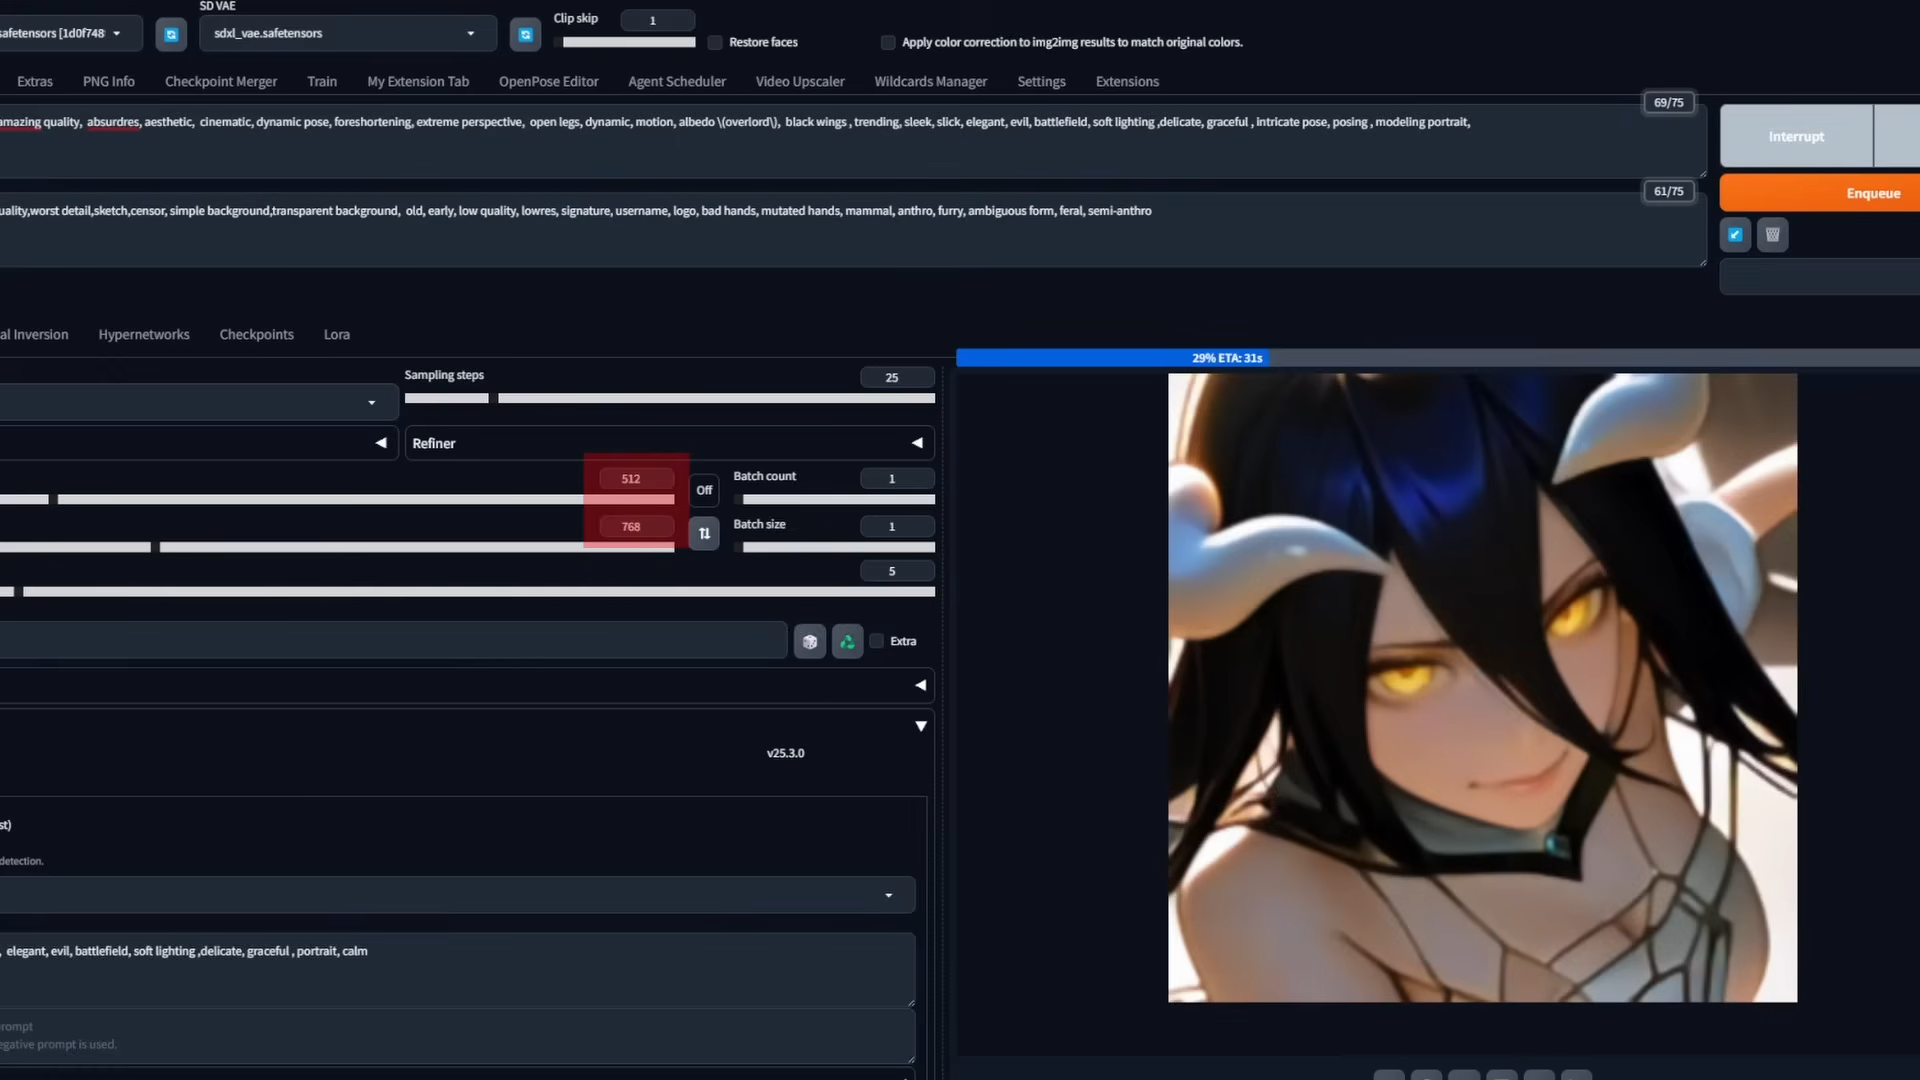 SD VAE
safetensors [1d0f748
sdxl_vae.safetensors
Clip skip
1
Restore faces
Apply color correction to img2img results to match original colors.
Extras
PNG Info
Checkpoint Merger
Train
My Extension Tab
OpenPose Editor
Agent Scheduler
Video Upscaler
Wildcards Manager
Settings
Extensions
69/75
amazing quality, absurdres, aesthetic, cinematic, dynamic pose, foreshortening, extreme perspective, open legs, dynamic, motion, albedo \(overlord\), black wings , trending, sleek, slick, elegant, evil, battlefield, soft lighting ,delicate, graceful , intricate pose, posing , modeling portrait,
Interrupt
61/75
uality,worst detail,sketch,censor, simple background,transparent background, old, early, low quality, lowres, signature, username, logo, bad hands, mutated hands, mammal, anthro, furry, ambiguous form, feral, semi-anthro
Enqueue
al Inversion
Hypernetworks
Checkpoints
Lora
29% ETA: 31s
Sampling steps
25
Refiner
512
Off
Batch count
1
768
Batch size
1
5
Extra
v25.3.0
st)
detection.
, elegant, evil, battlefield, soft lighting ,delicate, graceful , portrait, calm
prompt
egative prompt is used.